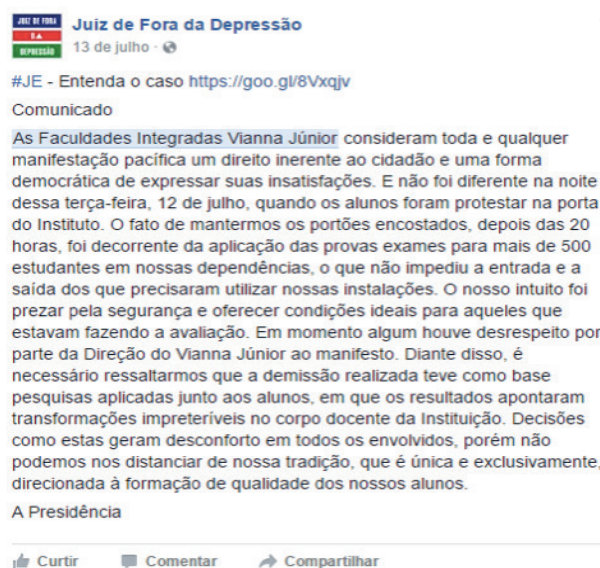 JUIZ DE FORA
DA
DEPRESSÃO
Juiz de Fora da Depressão
13 de julho ·
#JE - Entenda o caso https://goo.gl/8Vxqjv
Comunicado
As Faculdades Integradas Vianna Júnior consideram toda e qualquer
manifestação pacífica um direito inerente ao cidadão e uma forma
democrática de expressar suas insatisfações. E não foi diferente na noite
dessa terça-feira, 12 de julho, quando os alunos foram protestar na porta
do Instituto. O fato de mantermos os portões encostados, depois das 20
horas, foi decorrente da aplicação das provas exames para mais de 500
estudantes em nossas dependências, o que não impediu a entrada e a
saída dos que precisaram utilizar nossas instalações. O nosso intuito foi
prezar pela segurança e oferecer condições ideais para aqueles que
estavam fazendo a avaliação. Em momento algum houve desrespeito por
parte da Direção do Vianna Júnior ao manifesto. Diante disso, é
necessário ressaltarmos que a demissão realizada teve como base
pesquisas aplicadas junto aos alunos, em que os resultados apontaram
transformações impreteríveis no corpo docente da Instituição. Decisões
como estas geram desconforto em todos os envolvidos, porém não
podemos nos distanciar de nossa tradição, que é única e exclusivamente,
direcionada à formação de qualidade dos nossos alunos.
A Presidência
Curtir Comentar Compartilhar